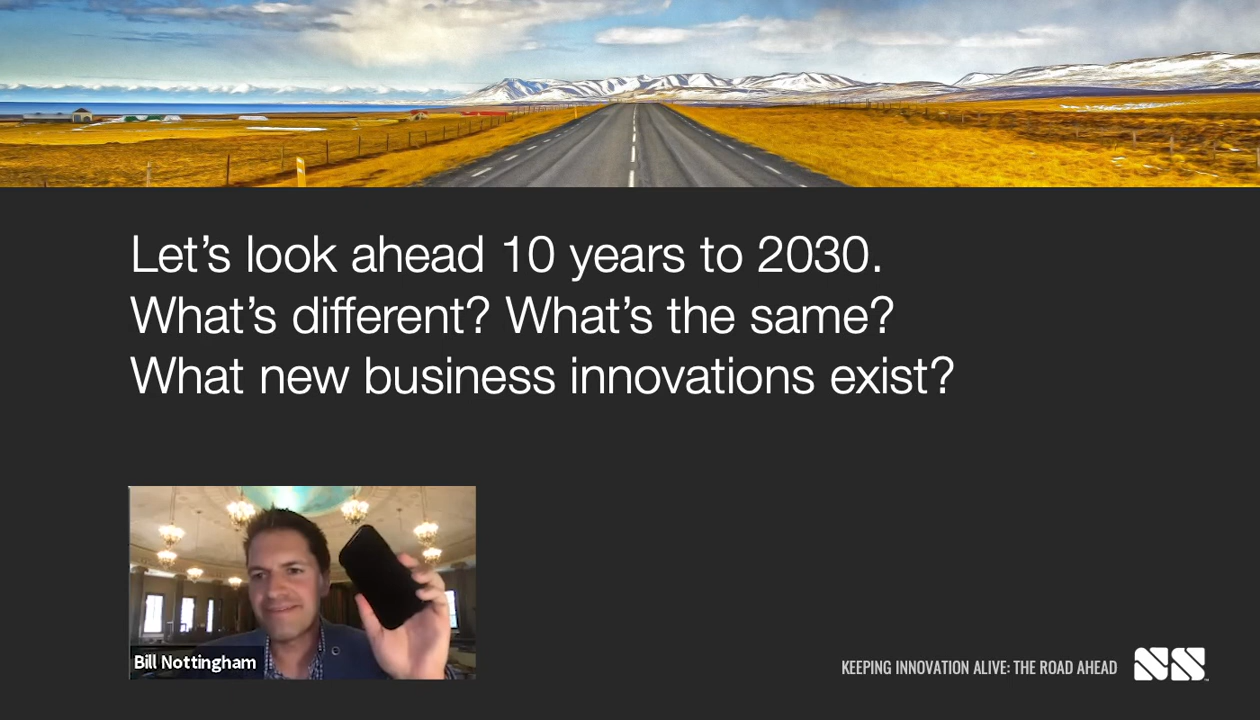 Let’s look ahead 10 years to 2030.
What’s different? What’s the same?
What new business innovations exist?
Bill Nottingham
KEEPING INNOVATION ALIVE: THE ROAD AHEAD